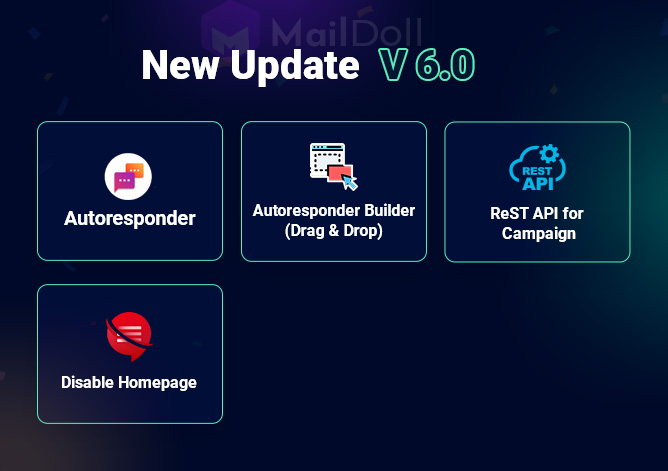 MailDoll
New Update V 6.0
Autoresponder
Autoresponder Builder
(Drag & Drop)
REST
API
ReST API for
Campaign
Disable Homepage